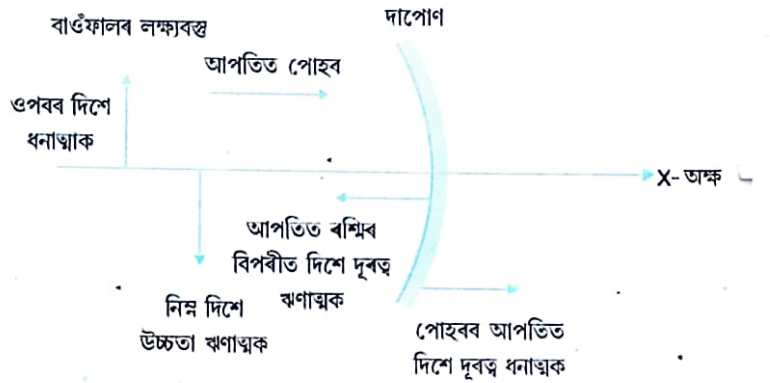 বাওঁফালৰ লক্ষ্যবস্তু
দাপোণ
আপতিত পোহৰ
ওপৰৰ দিশে
ধনাত্মাক
X- অক্ষ
আপতিত ৰশ্মিৰ
বিপৰীত দিশে দূৰত্ব
ঋণাত্মক
নিম্ন দিশে
উচ্চতা ঋণাত্মক
পোহৰৰ আপতিত
দিশে দূৰত্ব ধনাত্মক